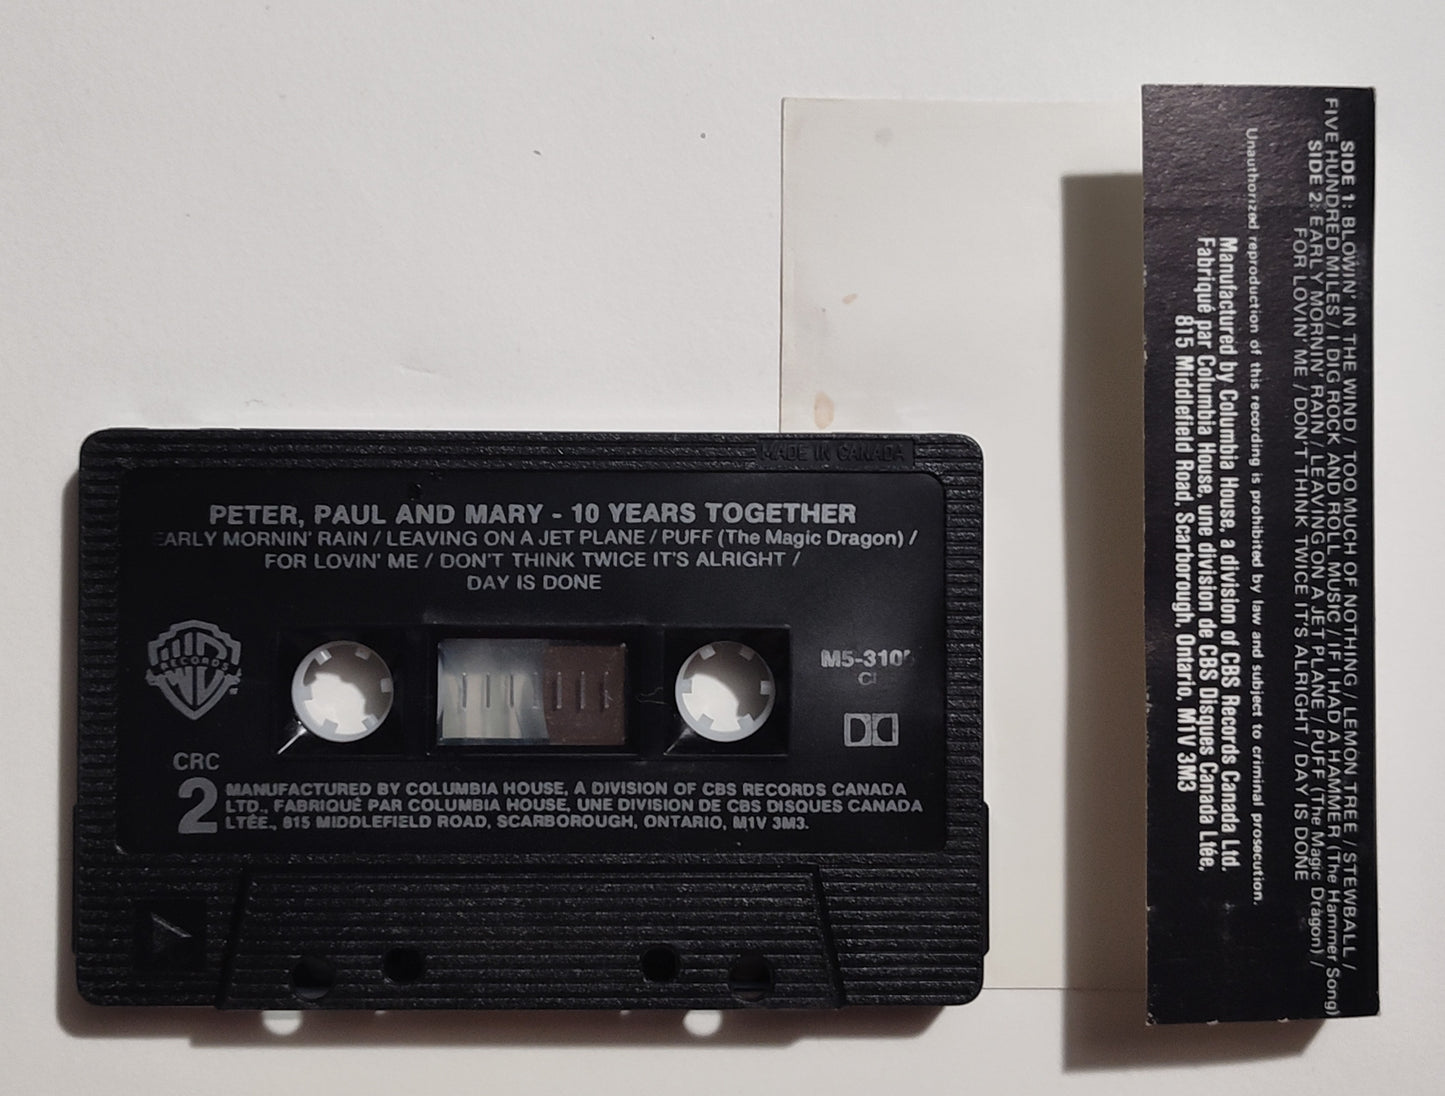 MADE IN CANADA
PETER, PAUL AND MARY - 10 YEARS TOGETHER
EARLY MORNIN' RAIN / LEAVING ON A JET PLANE / PUFF (The Magic Dragon) /
FOR LOVIN' ME / DON'T THINK TWICE IT'S ALRIGHT /
DAY IS DONE
RECORDS
M5-3105
CRC
2
MANUFACTURED BY COLUMBIA HOUSE, A DIVISION OF CBS RECORDS CANADA
LTD., FABRIQUÉ PAR COLUMBIA HOUSE, UNE DIVISION DE CBS DISQUES CANADA
LTÉE., 815 MIDDLEFIELD ROAD, SCARBOROUGH, ONTARIO, M1V 3M3.
SIDE 1: BLOWIN' IN THE WIND / TOO MUCH OF NOTHING / LEMON TREE / STEWBALL /
FIVE HUNDRED MILES / I DIG ROCK AND ROLL MUSIC / IF I HAD A HAMMER (The Hammer Song)
SIDE 2: EARLY MORNIN' RAIN / LEAVING ON A JET PLANE / PUFF (The Magic Dragon) /
FOR LOVIN' ME / DON'T THINK TWICE IT'S ALRIGHT / DAY IS DONE
Unauthorized reproduction of this recording is prohibited by law and subject to criminal prosecution.
Manufactured by Columbia House, a division of CBS Records Canada Ltd.
Fabriqué par Columbia House, une division de CBS Disques Canada Ltée,
815 Middlefield Road, Scarborough, Ontario, M1V 3M3